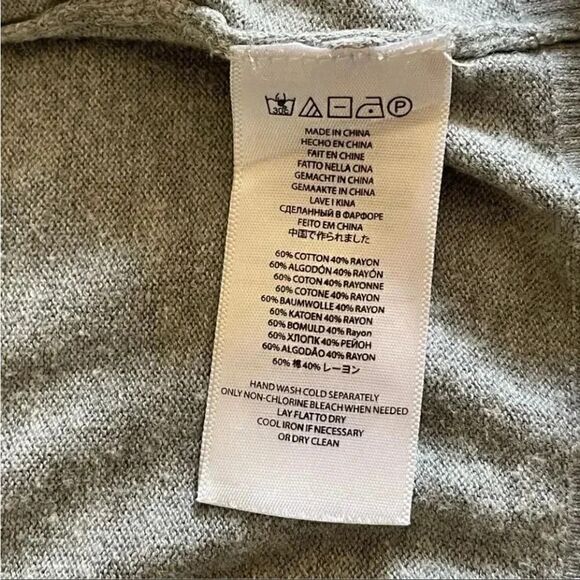 30C P
MADE IN CHINA
HECHO EN CHINA
FAIT EN CHINE
FATTO NELLA CINA
GEMACHT IN CHINA
GEMAAKTE IN CHINA
LAVE I KINA
СДЕЛАННЫЙ В ФАРФОРЕ
FEITO EM CHINA
中国で作られました
60% COTTON 40% RAYON
60% ALGODÓN 40% RAYÓN
60% COTON 40% RAYONNE
60% COTONE 40% RAYON
60% BAUMWOLLE 40% RAYON
60% KATOEN 40% RAYON
60% BOMULD 40% Rayon
60% ХЛОПК 40% РЕЙОН
60% ALGODÃO 40% RAYON
60% 棉 40% レーヨン
HAND WASH COLD SEPARATELY
ONLY NON-CHLORINE BLEACH WHEN NEEDED
LAY FLAT TO DRY
COOL IRON IF NECESSARY
OR DRY CLEAN